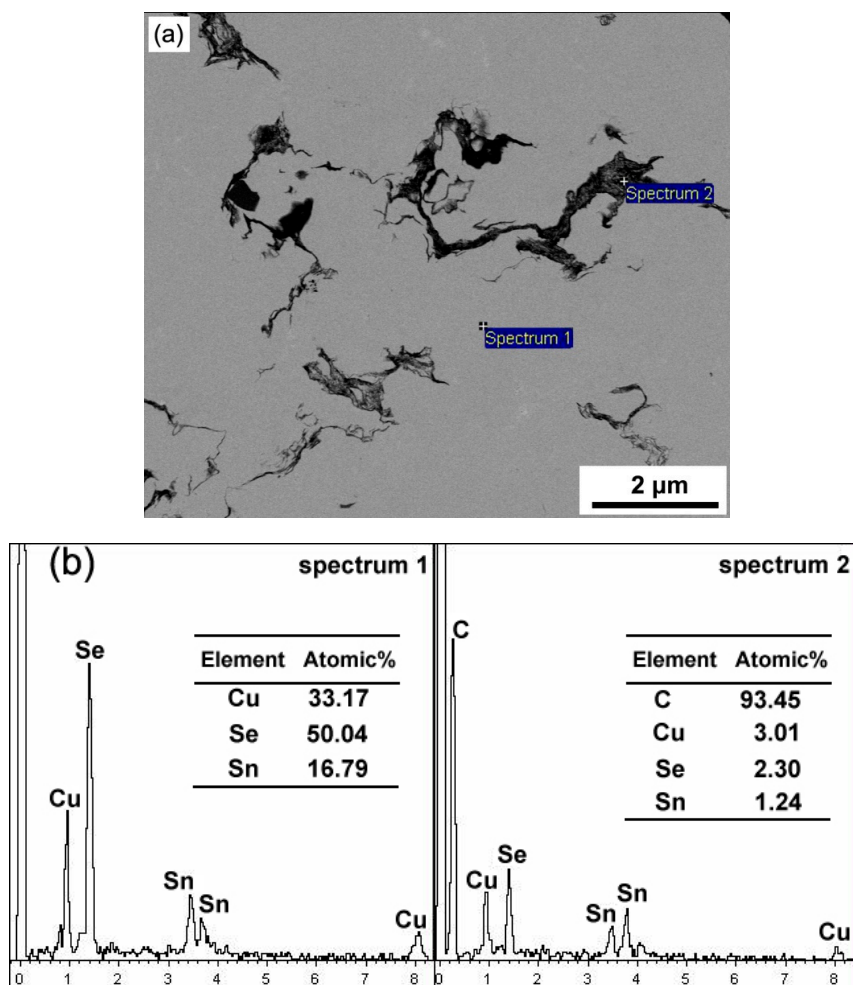 (a)
Spectrum 2
Spectrum 1
2 µm
(b)
spectrum 1
Se
Element Atomic%
Cu 33.17
Se 50.04
Sn 16.79
Cu
Sn
Sn
Cu
0 1 2 3 4 5 6 7 8
spectrum 2
C
Element Atomic%
C 93.45
Cu 3.01
Se 2.30
Sn 1.24
Se
Cu
Sn
Sn
Cu
0 1 2 3 4 5 6 7 8